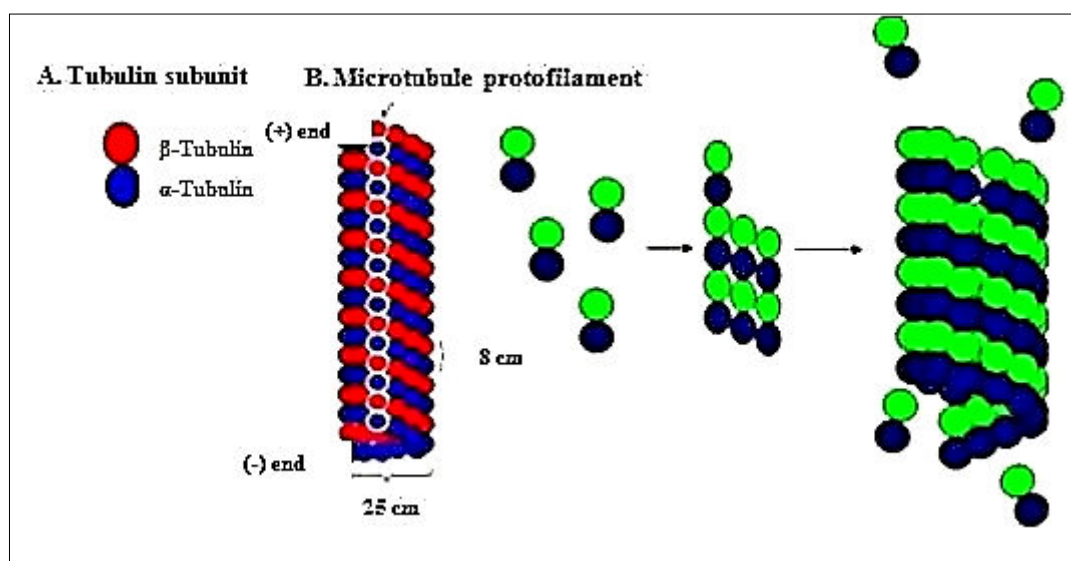 A. Tubulin subunit
B. Microtubule protofilament
(+) end
β-Tubulin
α-Tubulin
8 cm
(-) end
25 cm